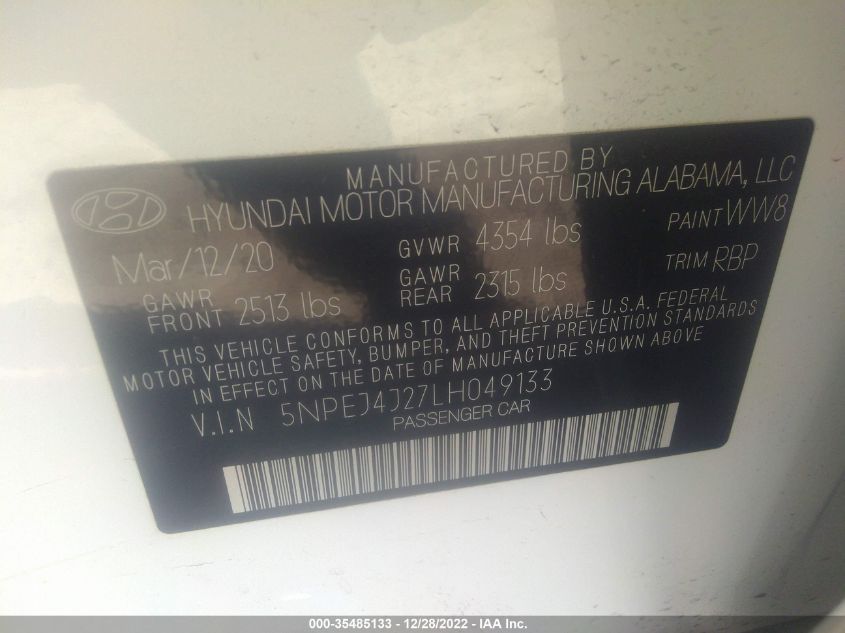 MANUFACTURED BY
HYUNDAI MOTOR MANUFACTURING ALABAMA, LLC
Mar/12/20
GVWR 4354 lbs
PAINT WW8
GAWR FRONT 2513 lbs
GAWR REAR 2315 lbs
TRIM RBP
THIS VEHICLE CONFORMS TO ALL APPLICABLE U.S.A. FEDERAL
MOTOR VEHICLE SAFETY, BUMPER, AND THEFT PREVENTION STANDARDS
IN EFFECT ON THE DATE OF MANUFACTURE SHOWN ABOVE
V.I.N 5NPEJ4J27LH049133
PASSENGER CAR
000-35485133 - 12/28/2022 - IAA Inc.